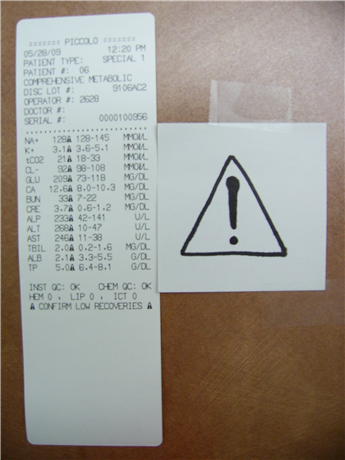 ======= PICCOLO =======
05/28/09 12:20 PM
PATIENT TYPE: SPECIAL 1
PATIENT #: 06
COMPREHENSIVE METABOLIC
DISC LOT #: 9106AC2
OPERATOR #: 2628
DOCTOR #:
SERIAL #: 0000100956
NA+ 128⚠ 128-145 MMO/L
K+ 3.1⚠ 3.6-5.1 MMO/L
tCO2 21⚠ 18-33 MMO/L
CL- 92⚠ 98-108 MMO/L
GLU 209⚠ 73-118 MG/DL
CA 12.6⚠ 8.0-10.3 MG/DL
BUN 33⚠ 7-22 MG/DL
CRE 3.7⚠ 0.6-1.2 MG/DL
ALP 233⚠ 42-141 U/L
ALT 268⚠ 10-47 U/L
AST 246⚠ 11-38 U/L
TBIL 2.0⚠ 0.2-1.6 MG/DL
ALB 2.1⚠ 3.3-5.5 G/DL
TP 5.0⚠ 6.4-8.1 G/DL
INST QC: OK CHEM QC: OK
HEM 0 , LIP 0 , ICT 0
⚠ CONFIRM LOW RECOVERIES ⚠
!